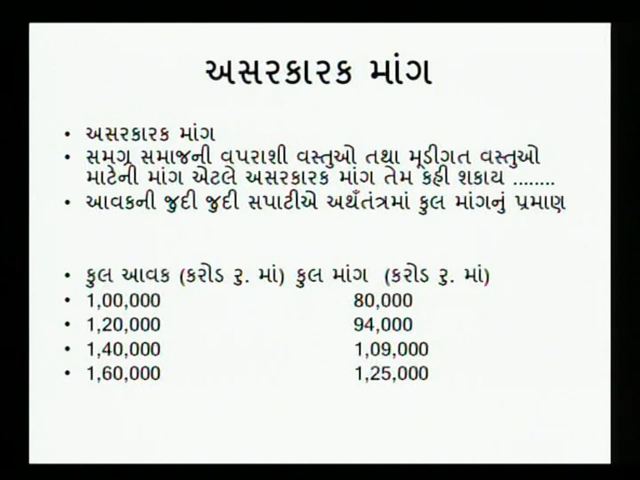 અસરકારક માંગ
• અસરકારક માંગ
• સમગ્ર સમાજની વપરાશી વસ્તુઓ તથા મૂડીગત વસ્તુઓ
માટેની માંગ એટલે અસરકારક માંગ તેમ કહી શકાય ........
• આવકની જુદી જુદી સપાટીએ અર્થતંત્રમાં કુલ માંગનું પ્રમાણ
• કુલ આવક (કરોડ રુ. માં) કુલ માંગ (કરોડ રુ. માં)
• 1,00,000 80,000
• 1,20,000 94,000
• 1,40,000 1,09,000
• 1,60,000 1,25,000